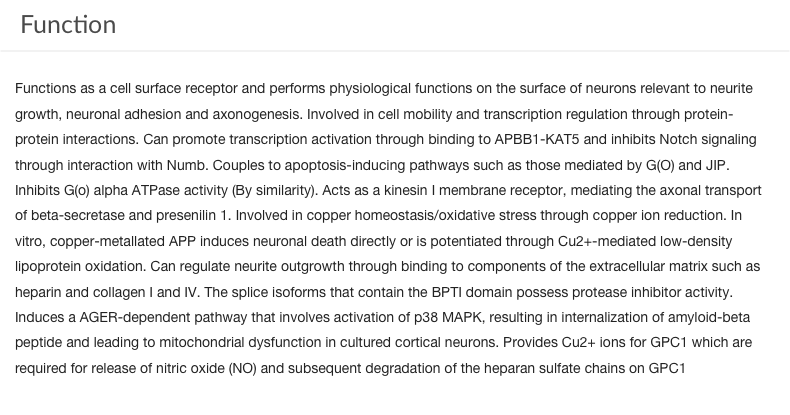 Function
Functions as a cell surface receptor and performs physiological functions on the surface of neurons relevant to neurite
growth, neuronal adhesion and axonogenesis. Involved in cell mobility and transcription regulation through protein-
protein interactions. Can promote transcription activation through binding to APBB1-KAT5 and inhibits Notch signaling
through interaction with Numb. Couples to apoptosis-inducing pathways such as those mediated by G(O) and JIP.
Inhibits G(o) alpha ATPase activity (By similarity). Acts as a kinesin I membrane receptor, mediating the axonal transport
of beta-secretase and presenilin 1. Involved in copper homeostasis/oxidative stress through copper ion reduction. In
vitro, copper-metallated APP induces neuronal death directly or is potentiated through Cu2+-mediated low-density
lipoprotein oxidation. Can regulate neurite outgrowth through binding to components of the extracellular matrix such as
heparin and collagen I and IV. The splice isoforms that contain the BPTI domain possess protease inhibitor activity.
Induces a AGER-dependent pathway that involves activation of p38 MAPK, resulting in internalization of amyloid-beta
peptide and leading to mitochondrial dysfunction in cultured cortical neurons. Provides Cu2+ ions for GPC1 which are
required for release of nitric oxide (NO) and subsequent degradation of the heparan sulfate chains on GPC1